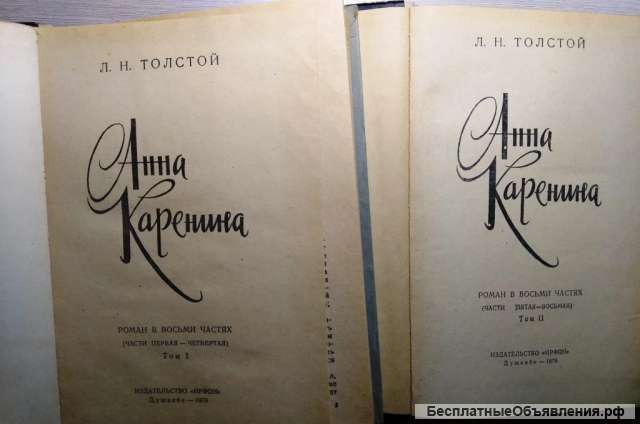 Л. Н. ТОЛСТОЙ
Анна
Каренина
РОМАН В ВОСЬМИ ЧАСТЯХ
(ЧАСТИ ПЕРВАЯ — ЧЕТВЕРТАЯ)
Том I
ИЗДАТЕЛЬСТВО «ИРФОН»
Душанбе — 1978
Л. Н. ТОЛСТОЙ
Анна
Каренина
РОМАН В ВОСЬМИ ЧАСТЯХ
(ЧАСТИ ПЯТАЯ—ВОСЬМАЯ)
Том II
ИЗДАТЕЛЬСТВО «ИРФОН»
Душанбе — 1978
БесплатныеОбъявления.рф